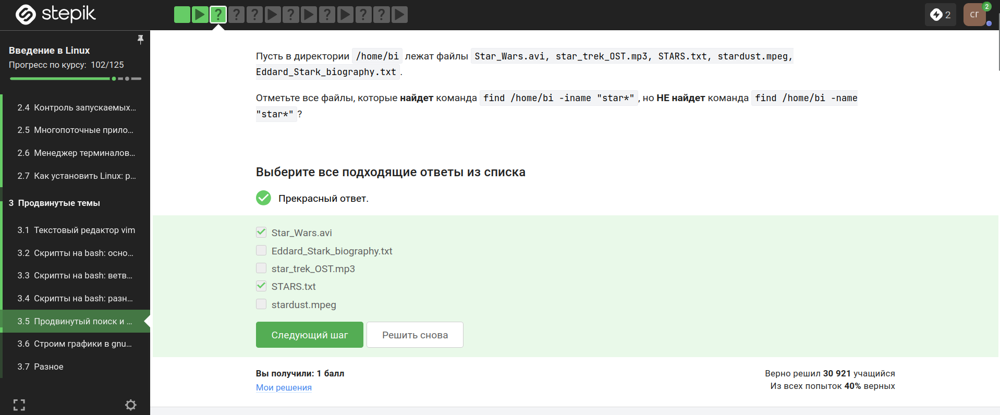 stepik
? ? ? ? ? ? ?
2
СГ
2
Введение в Linux
Прогресс по курсу: 102/125
2.4 Контроль запускаемых...
2.5 Многопоточные прило...
2.6 Менеджер терминалов...
2.7 Как установить Linux: р...
3 Продвинутые темы
3.1 Текстовый редактор vim
3.2 Скрипты на bash: осно...
3.3 Скрипты на bash: ветв...
3.4 Скрипты на bash: разн...
3.5 Продвинутый поиск и ...
3.6 Строим графики в gnu...
3.7 Разное
Пусть в директории /home/bi лежат файлы Star_Wars.avi, star_trek_OST.mp3, STARS.txt, stardust.mpeg,
Eddard_Stark_biography.txt.
Отметьте все файлы, которые найдет команда find /home/bi -iname "star*", но НЕ найдет команда find /home/bi -name
"star*"?
Выберите все подходящие ответы из списка
Прекрасный ответ.
Star_Wars.avi
Eddard_Stark_biography.txt
star_trek_OST.mp3
STARS.txt
stardust.mpeg
Следующий шаг
Решить снова
Вы получили: 1 балл
Мои решения
Верно решил 30 921 учащийся
Из всех попыток 40% верных